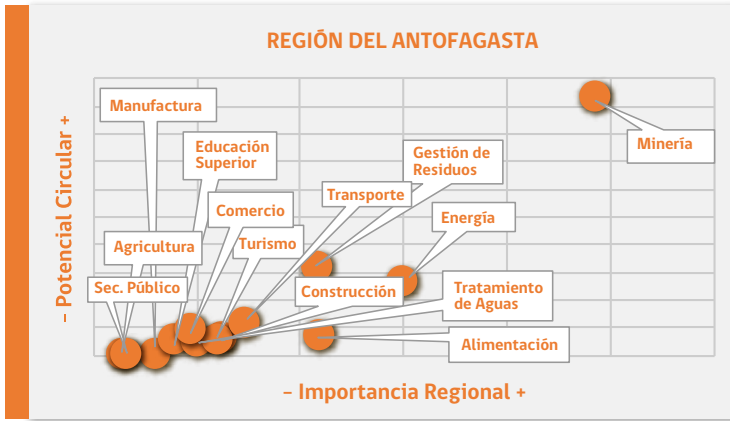 REGIÓN DEL ANTOFAGASTA
– Potencial Circular +
Manufactura
Educación
Superior
Gestión de
Residuos
Minería
Transporte
Comercio
Energía
Agricultura
Turismo
Sec. Público
Construcción
Tratamiento
de Aguas
Alimentación
– Importancia Regional +